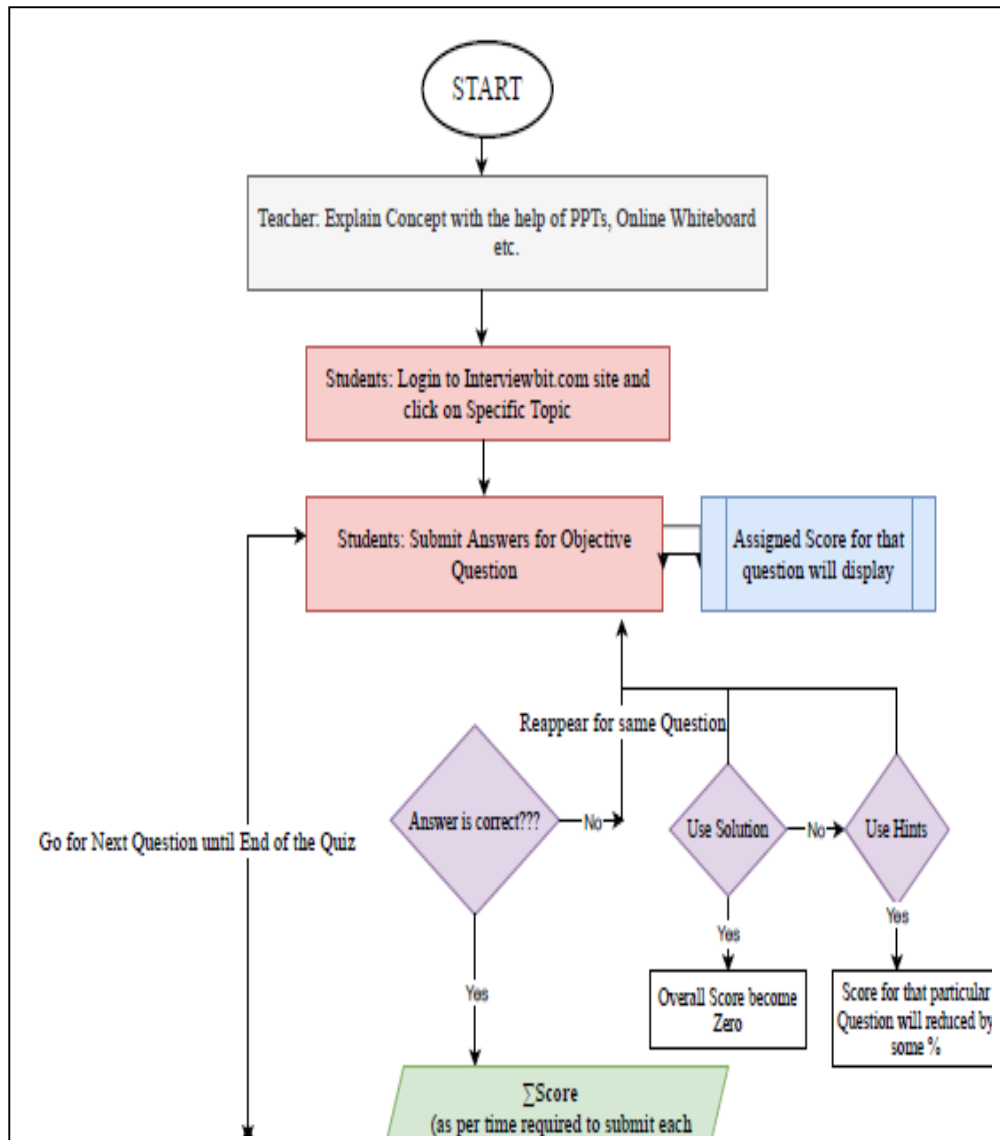 START
Teacher: Explain Concept with the help of PPTs, Online Whiteboard
etc.
Students: Login to Interviewbit.com site and
click on Specific Topic
Students: Submit Answers for Objective
Question
Assigned Score for that
question will display
Reappear for same Question
Answer is correct???
No
Use Solution
No
Use Hints
Go for Next Question until End of the Quiz
Yes
Yes
Yes
Overall Score become
Zero
Score for that particular
Question will reduced by
some %
∑Score
(as per time required to submit each